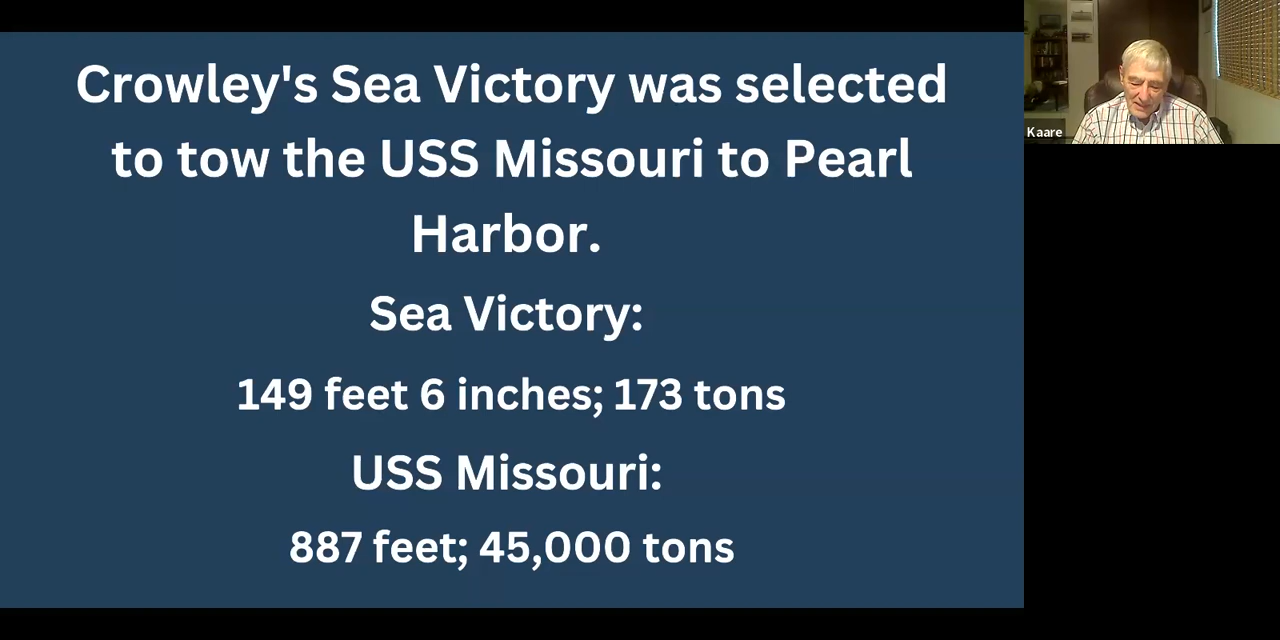 Crowley's Sea Victory was selected
to tow the USS Missouri to Pearl
Harbor.
Sea Victory:
149 feet 6 inches; 173 tons
USS Missouri:
887 feet; 45,000 tons
Kaare